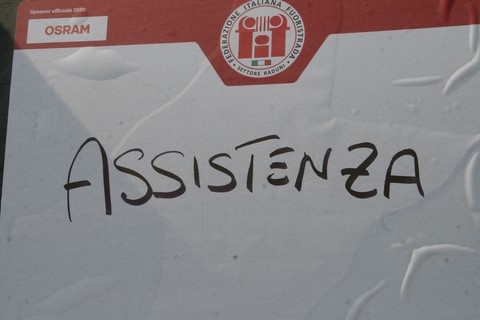 Sponsor ufficiale 2020
OSRAM
FEDERAZIONE ITALIANA FUORISTRADA
SETTORE RADUNI
ASSISTENZA